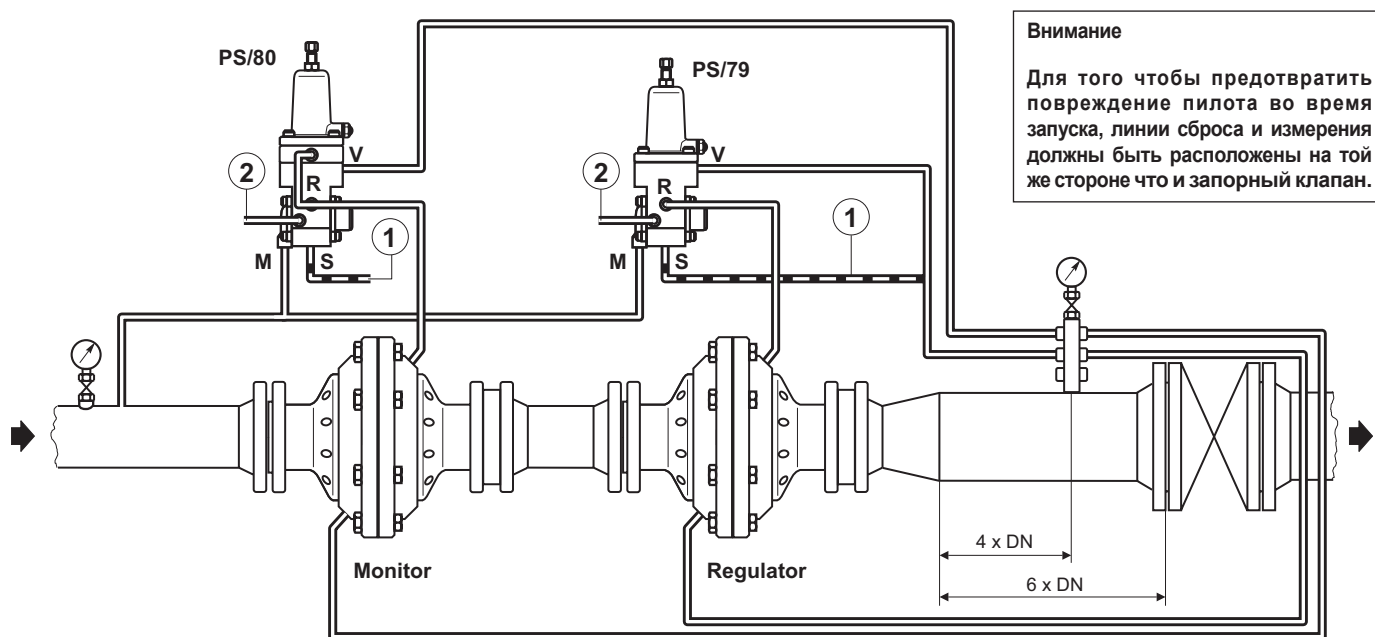 Внимание
Для того чтобы предотвратить
повреждение пилота во время
запуска, линии сброса и измерения
должны быть расположены на той
же стороне что и запорный клапан.
PS/80
PS/79
V
V
2
R
2
R
1
1
M
S
M
S
Monitor
Regulator
4 x DN
6 x DN